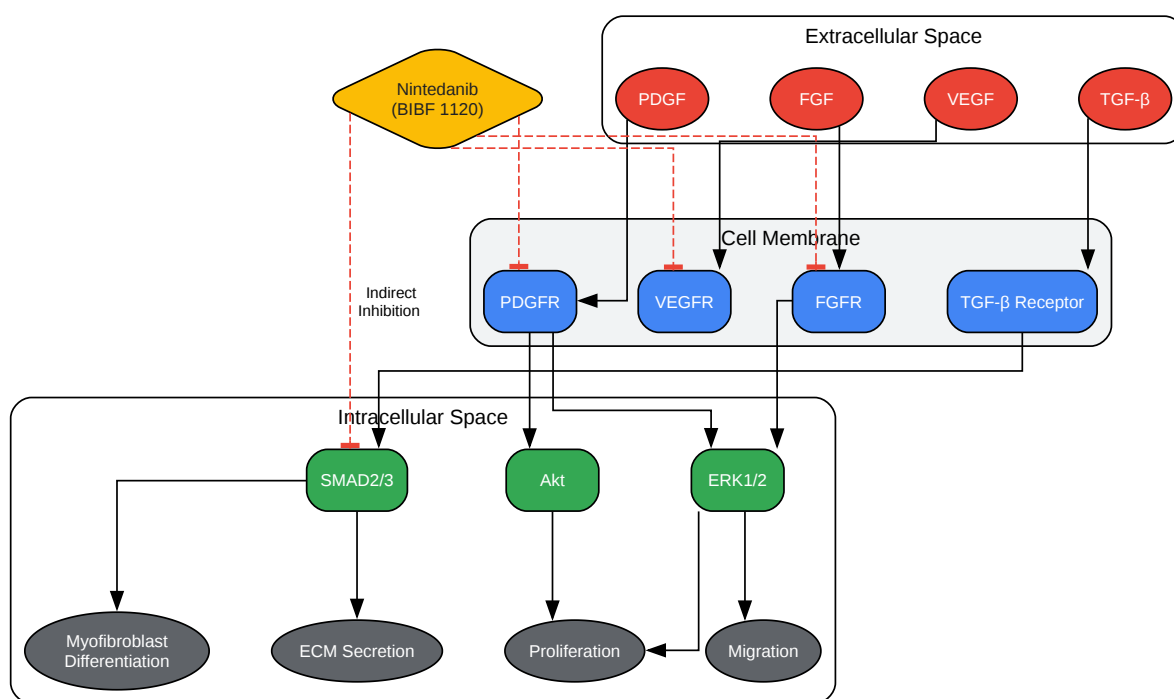 Extracellular Space
Nintedanib
(BIBF 1120)
PDGF
FGF
VEGF
TGF-β
Cell Membrane
PDGFR
VEGFR
FGFR
TGF-β Receptor
Indirect
Inhibition
Intracellular Space
SMAD2/3
Akt
ERK1/2
Myofibroblast
Differentiation
ECM Secretion
Proliferation
Migration